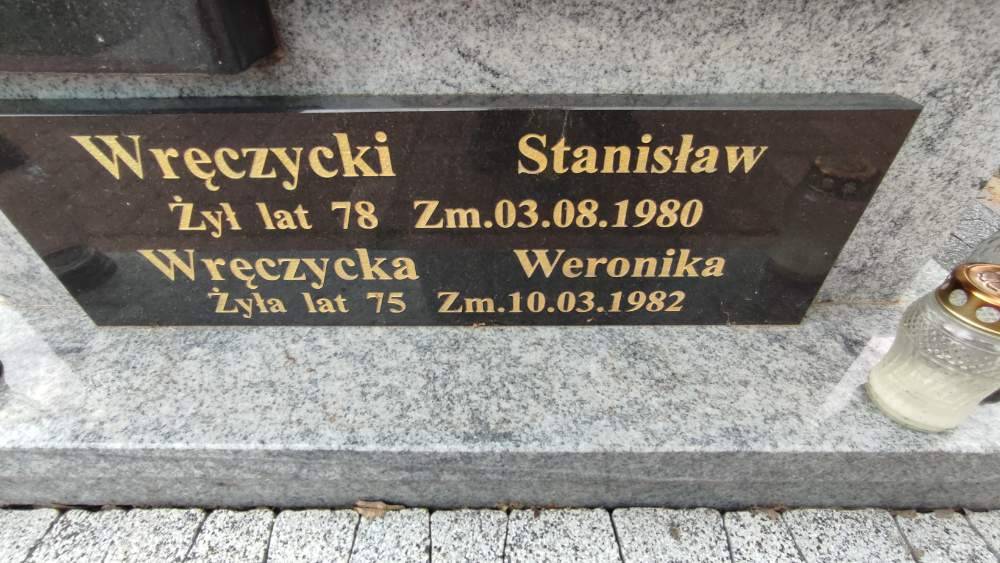 Wręczycki Stanisław
Żył lat 78 Zm.03.08.1980
Wręczycka Weronika
Żyła lat 75 Zm.10.03.1982